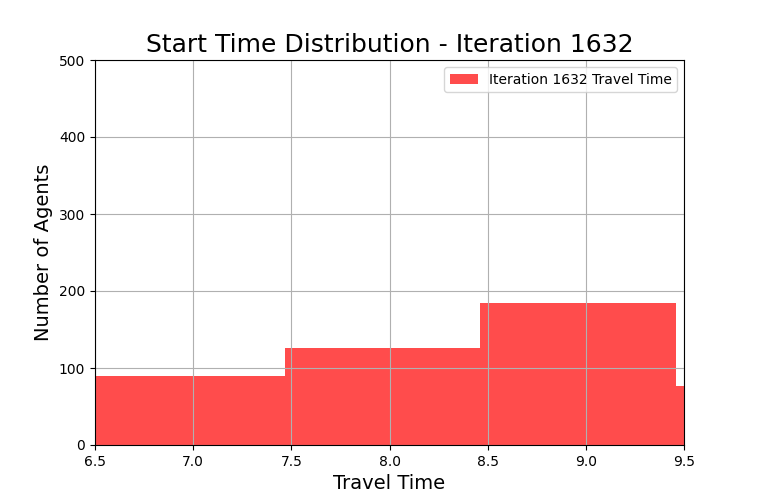 Start Time Distribution - Iteration 1632
Iteration 1632 Travel Time
Number of Agents
500
400
300
200
100
0
6.5 7.0 7.5 8.0 8.5 9.0 9.5
Travel Time